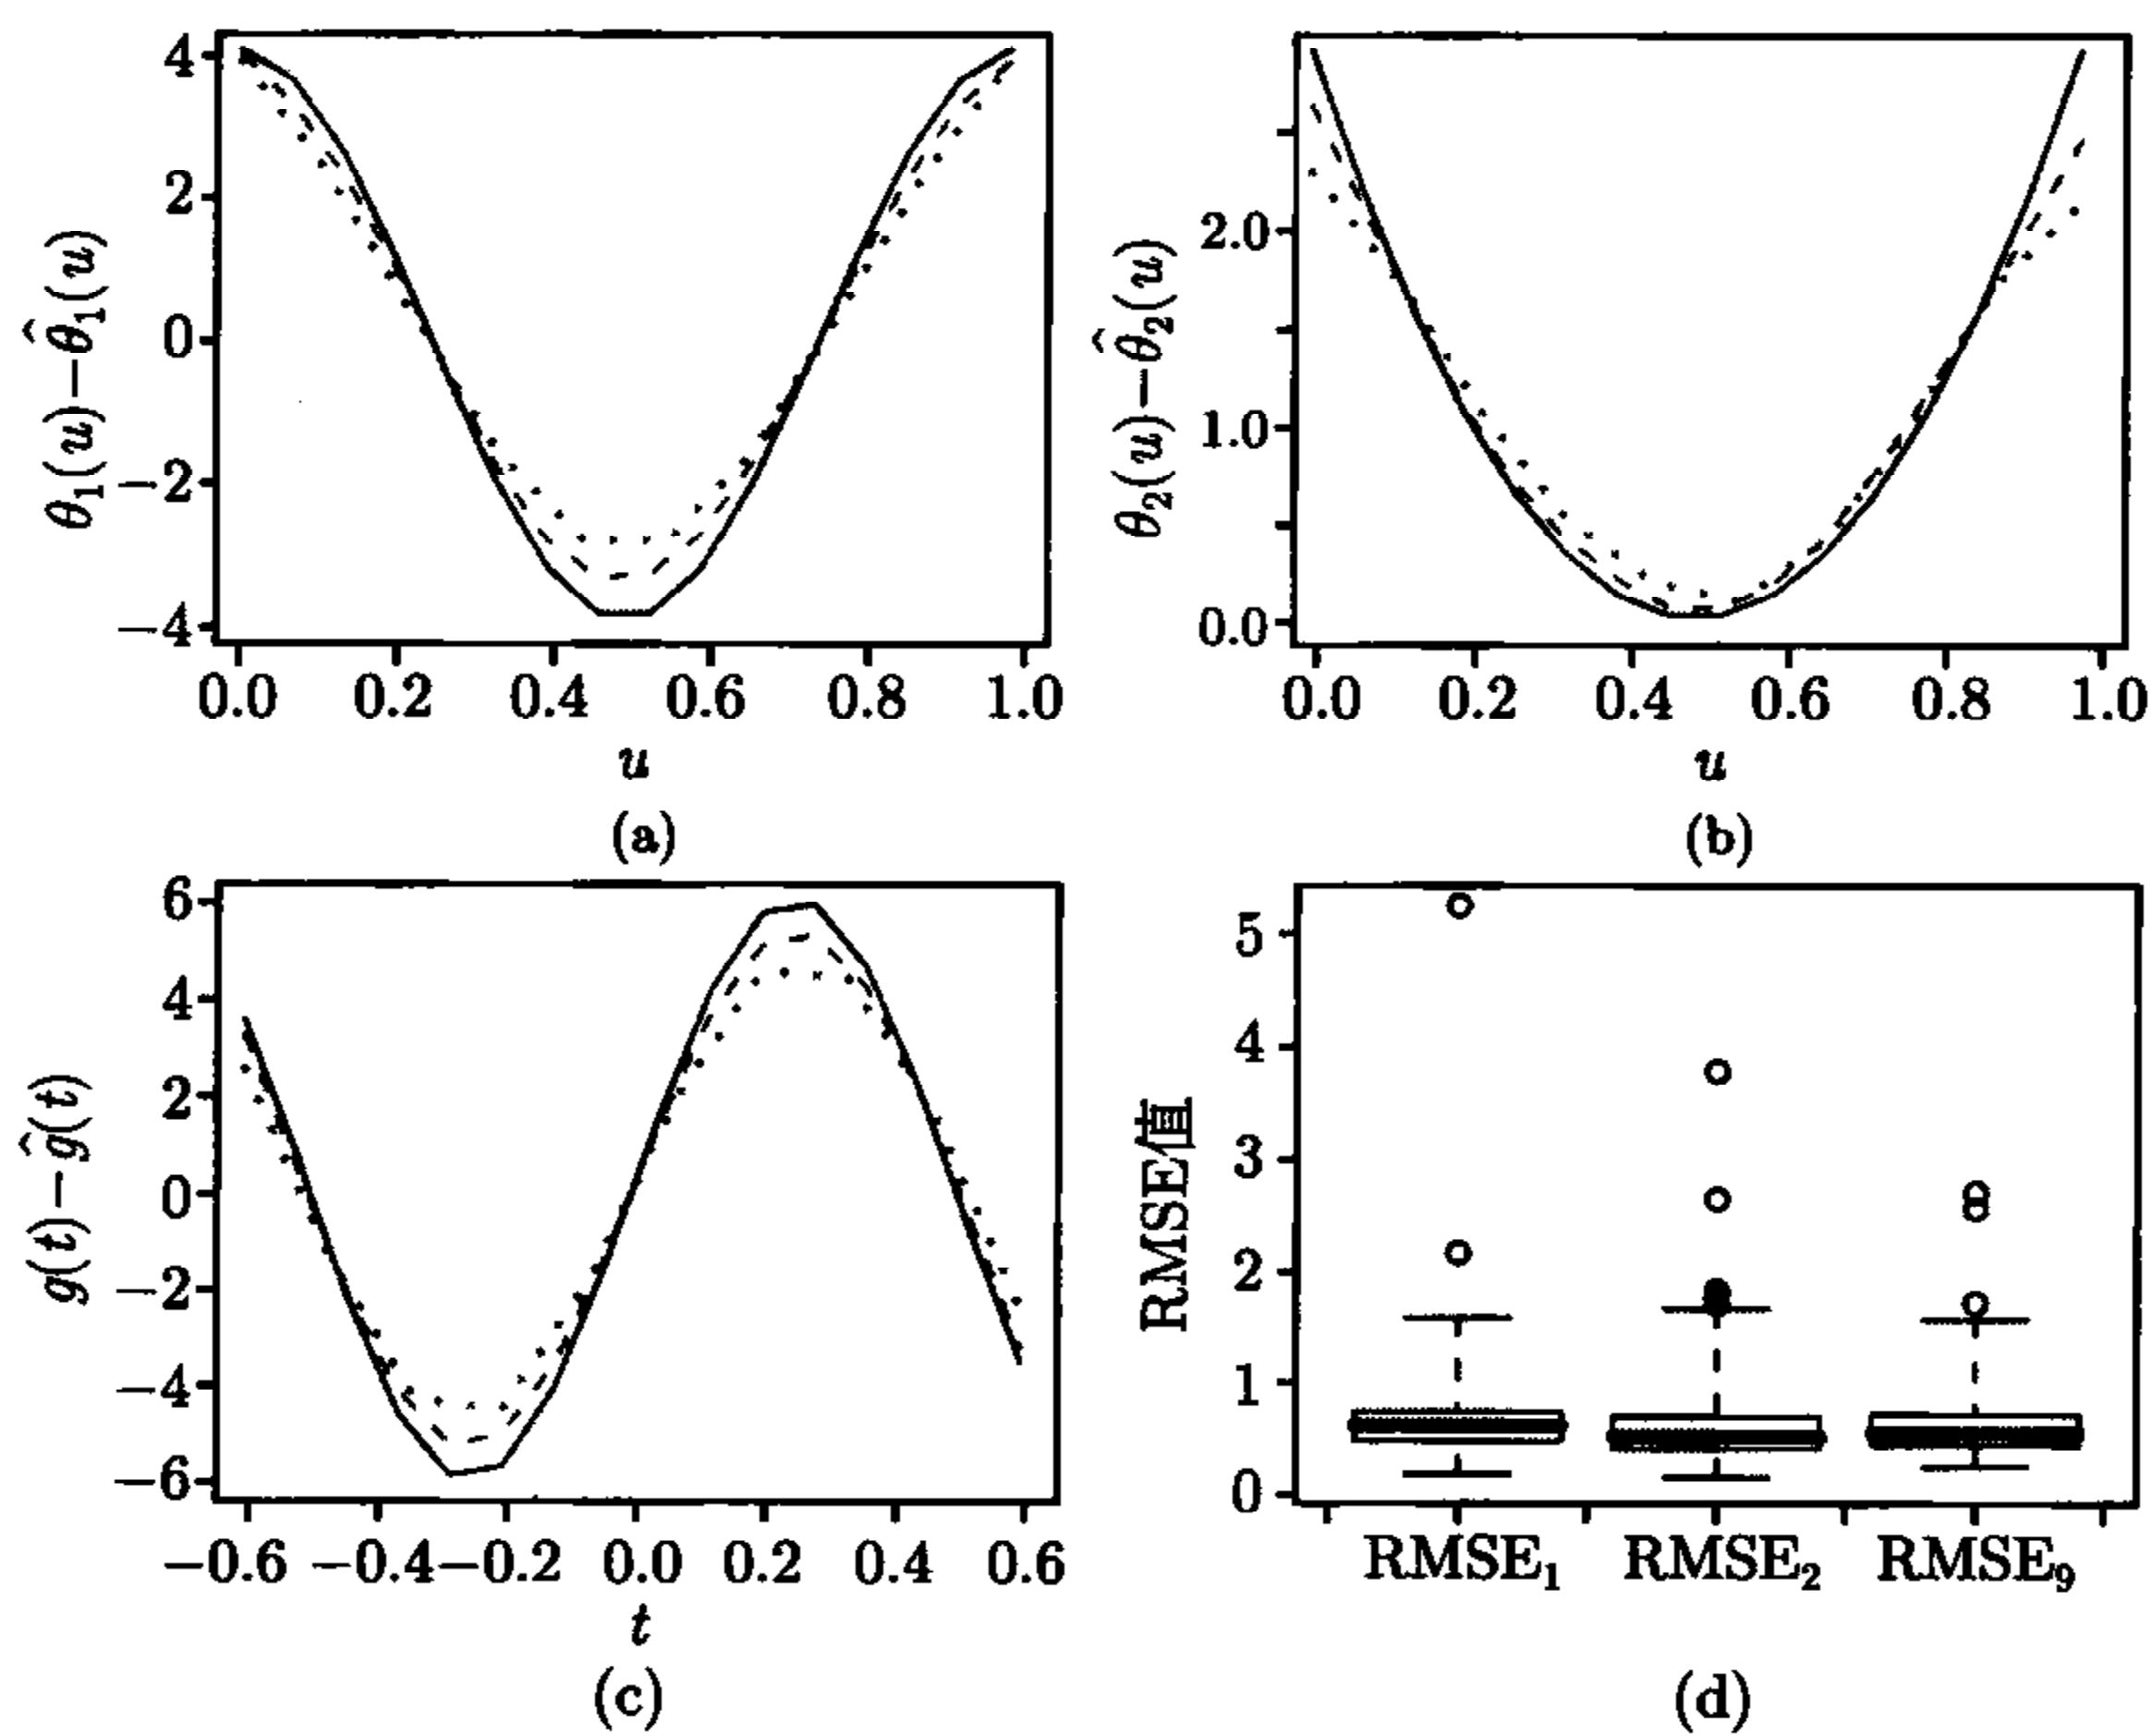 4
2
0
−2
−4
θ₁(u)−θ̂₁(u)
0.0 0.2 0.4 0.6 0.8 1.0
u
(a)
2.0
1.0
0.0
θ₂(u)−θ̂₂(u)
0.0 0.2 0.4 0.6 0.8 1.0
u
(b)
6
4
2
0
−2
−4
−6
g(t)−ĝ(t)
−0.6 −0.4 −0.2 0.0 0.2 0.4 0.6
t
(c)
5
4
3
2
1
0
RMSE值
RMSE₁ RMSE₂ RMSE₉
(d)